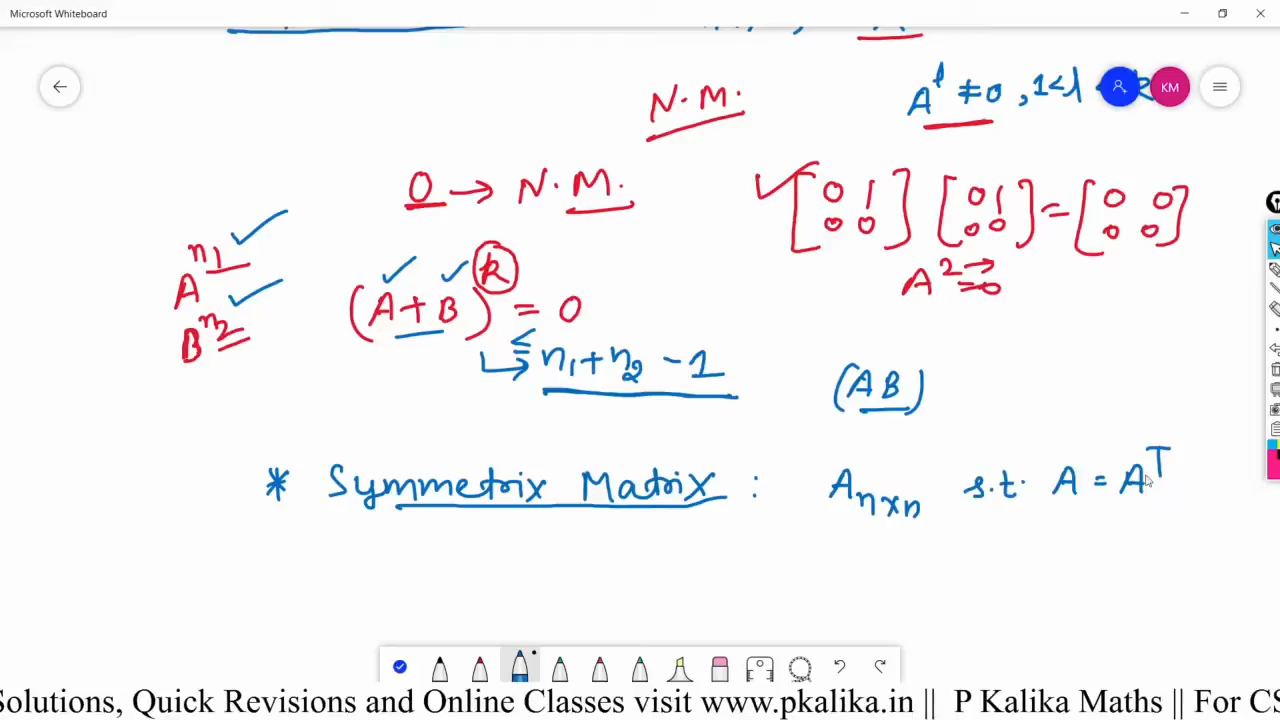 Microsoft Whiteboard
A^l ≠ 0 , 1<l<k
KM
N.M.
0 → N.M.
[0 1
0 0] [0 1
0 0] = [0 0
0 0]
A^2 = 0
A^n1
B^n2
(A+B)^k = 0
≤ n1+n2 -1
(AB)
* Symmetrix Matrix : A n×n s.t. A = A^T
Solutions, Quick Revisions and Online Classes visit www.pkalika.in || P Kalika Maths || For CS